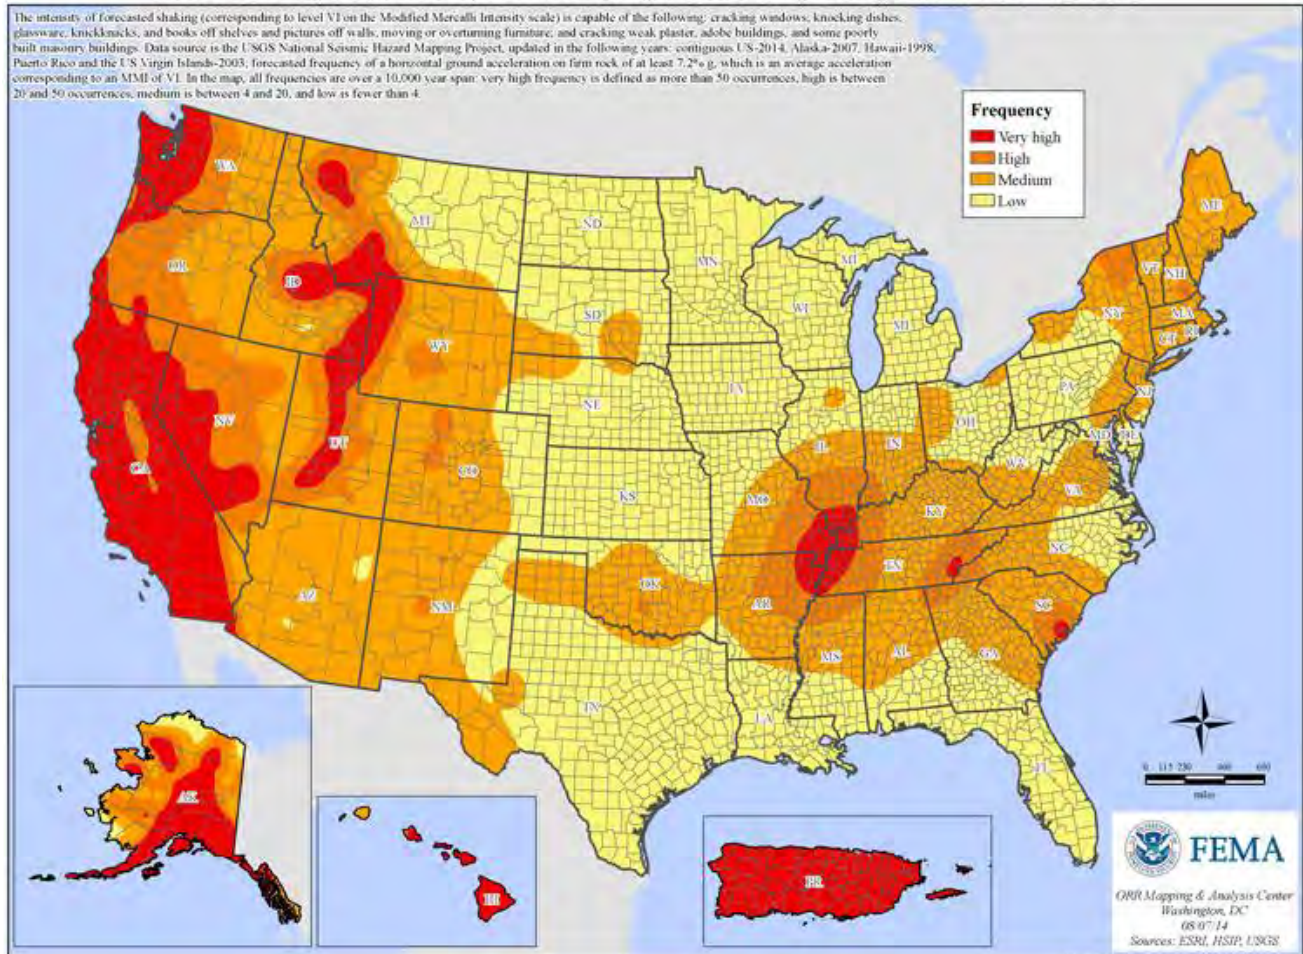 The intensity of forecasted shaking (corresponding to level VI on the Modified Mercalli Intensity scale) is capable of the following: cracking windows; knocking dishes,
glassware, knickknacks, and books off shelves and pictures off walls; moving or overturning furniture; and cracking weak plaster, adobe buildings, and some poorly
built masonry buildings. Data source is the USGS National Seismic Hazard Mapping Project, updated in the following years: contiguous US-2014, Alaska-2007, Hawaii-1998,
Puerto Rico and the US Virgin Islands-2003; forecasted frequency of a horizontal ground acceleration on firm rock of at least 7.2% g, which is an average acceleration
corresponding to an MMI of VI. In the map, all frequencies are over a 10,000 year span: very high frequency is defined as more than 50 occurrences, high is between
20 and 50 occurrences, medium is between 4 and 20, and low is fewer than 4.
Frequency
Very high
High
Medium
Low
WA
MT
ND
MN
MI
ME
OR
ID
SD
WI
MI
VT
NH
NY
MA
CT
RI
WY
IA
PA
NJ
NE
IL
IN
OH
MD
DE
NV
UT
CO
CA
KS
MO
WV
VA
KY
NC
AZ
NM
OK
AR
TN
SC
MS
AL
GA
TX
LA
FL
AK
HI
PR
0 115 230 460 690
miles
FEMA
ORR Mapping & Analysis Center
Washington, DC
08/07/14
Sources: ESRI, HSIP, USGS